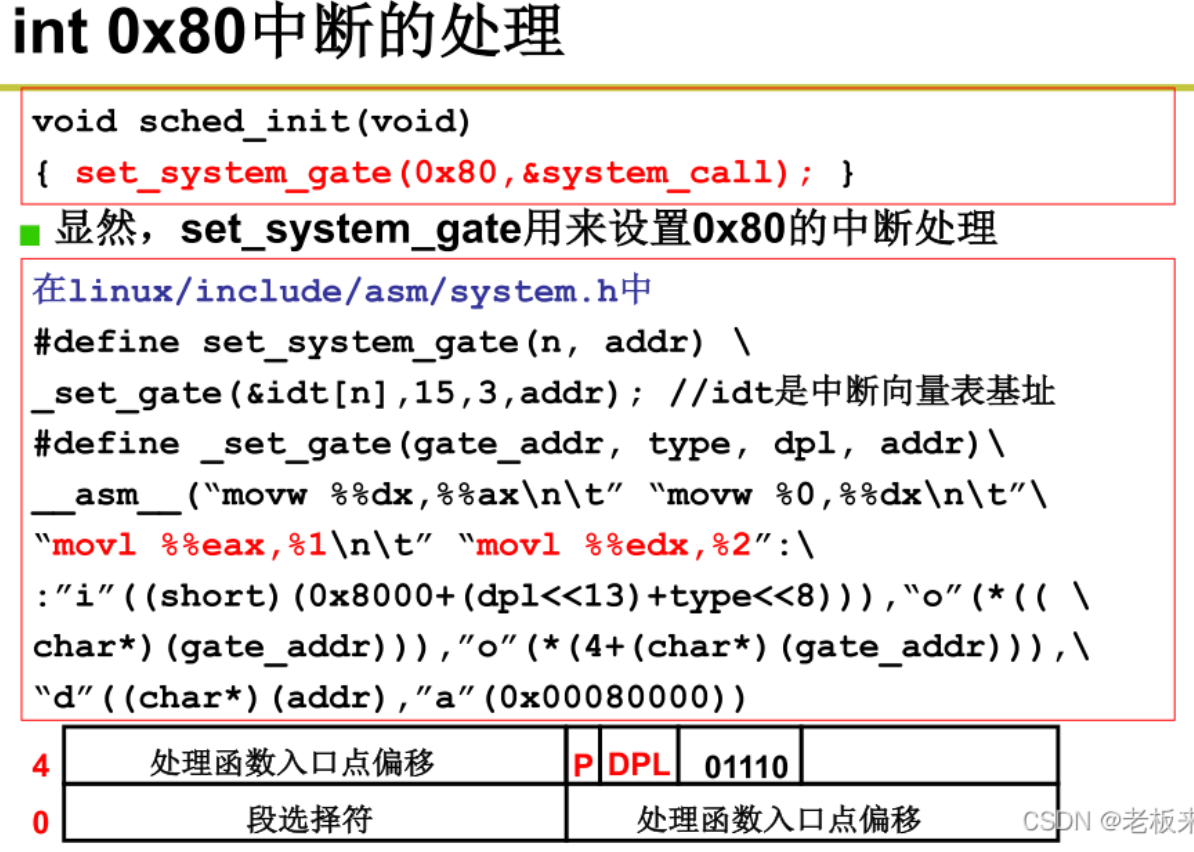 int 0x80中断的处理
void sched_init(void)
{ set_system_gate(0x80,&system_call); }
显然，set_system_gate用来设置0x80的中断处理
在linux/include/asm/system.h中
#define set_system_gate(n, addr) \
_set_gate(&idt[n],15,3,addr); //idt是中断向量表基址
#define _set_gate(gate_addr, type, dpl, addr)\
__asm__(“movw %%dx,%%ax\n\t” “movw %0,%%dx\n\t”\
“movl %%eax,%1\n\t” “movl %%edx,%2”:\
:”i”((short)(0x8000+(dpl<<13)+type<<8))),“o”(*(( \
char*)(gate_addr))),”o”(*(4+(char*)(gate_addr))),\
“d”((char*)(addr),”a”(0x00080000))
4 处理函数入口点偏移 P DPL 01110
0 段选择符 处理函数入口点偏移
CSDN @老板来